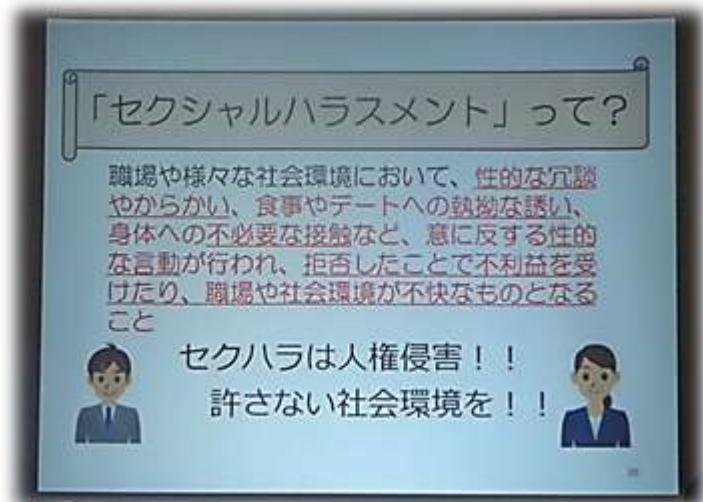 「セクシャルハラスメント」って?
職場や様々な社会環境において、性的な冗談
やからかい、食事やデートへの執拗な誘い、
身体への不必要な接触など、意に反する性的
な言動が行われ、拒否したことで不利益を受
けたり、職場や社会環境が不快なものとなる
こと
セクハラは人権侵害！！
許さない社会環境を！！